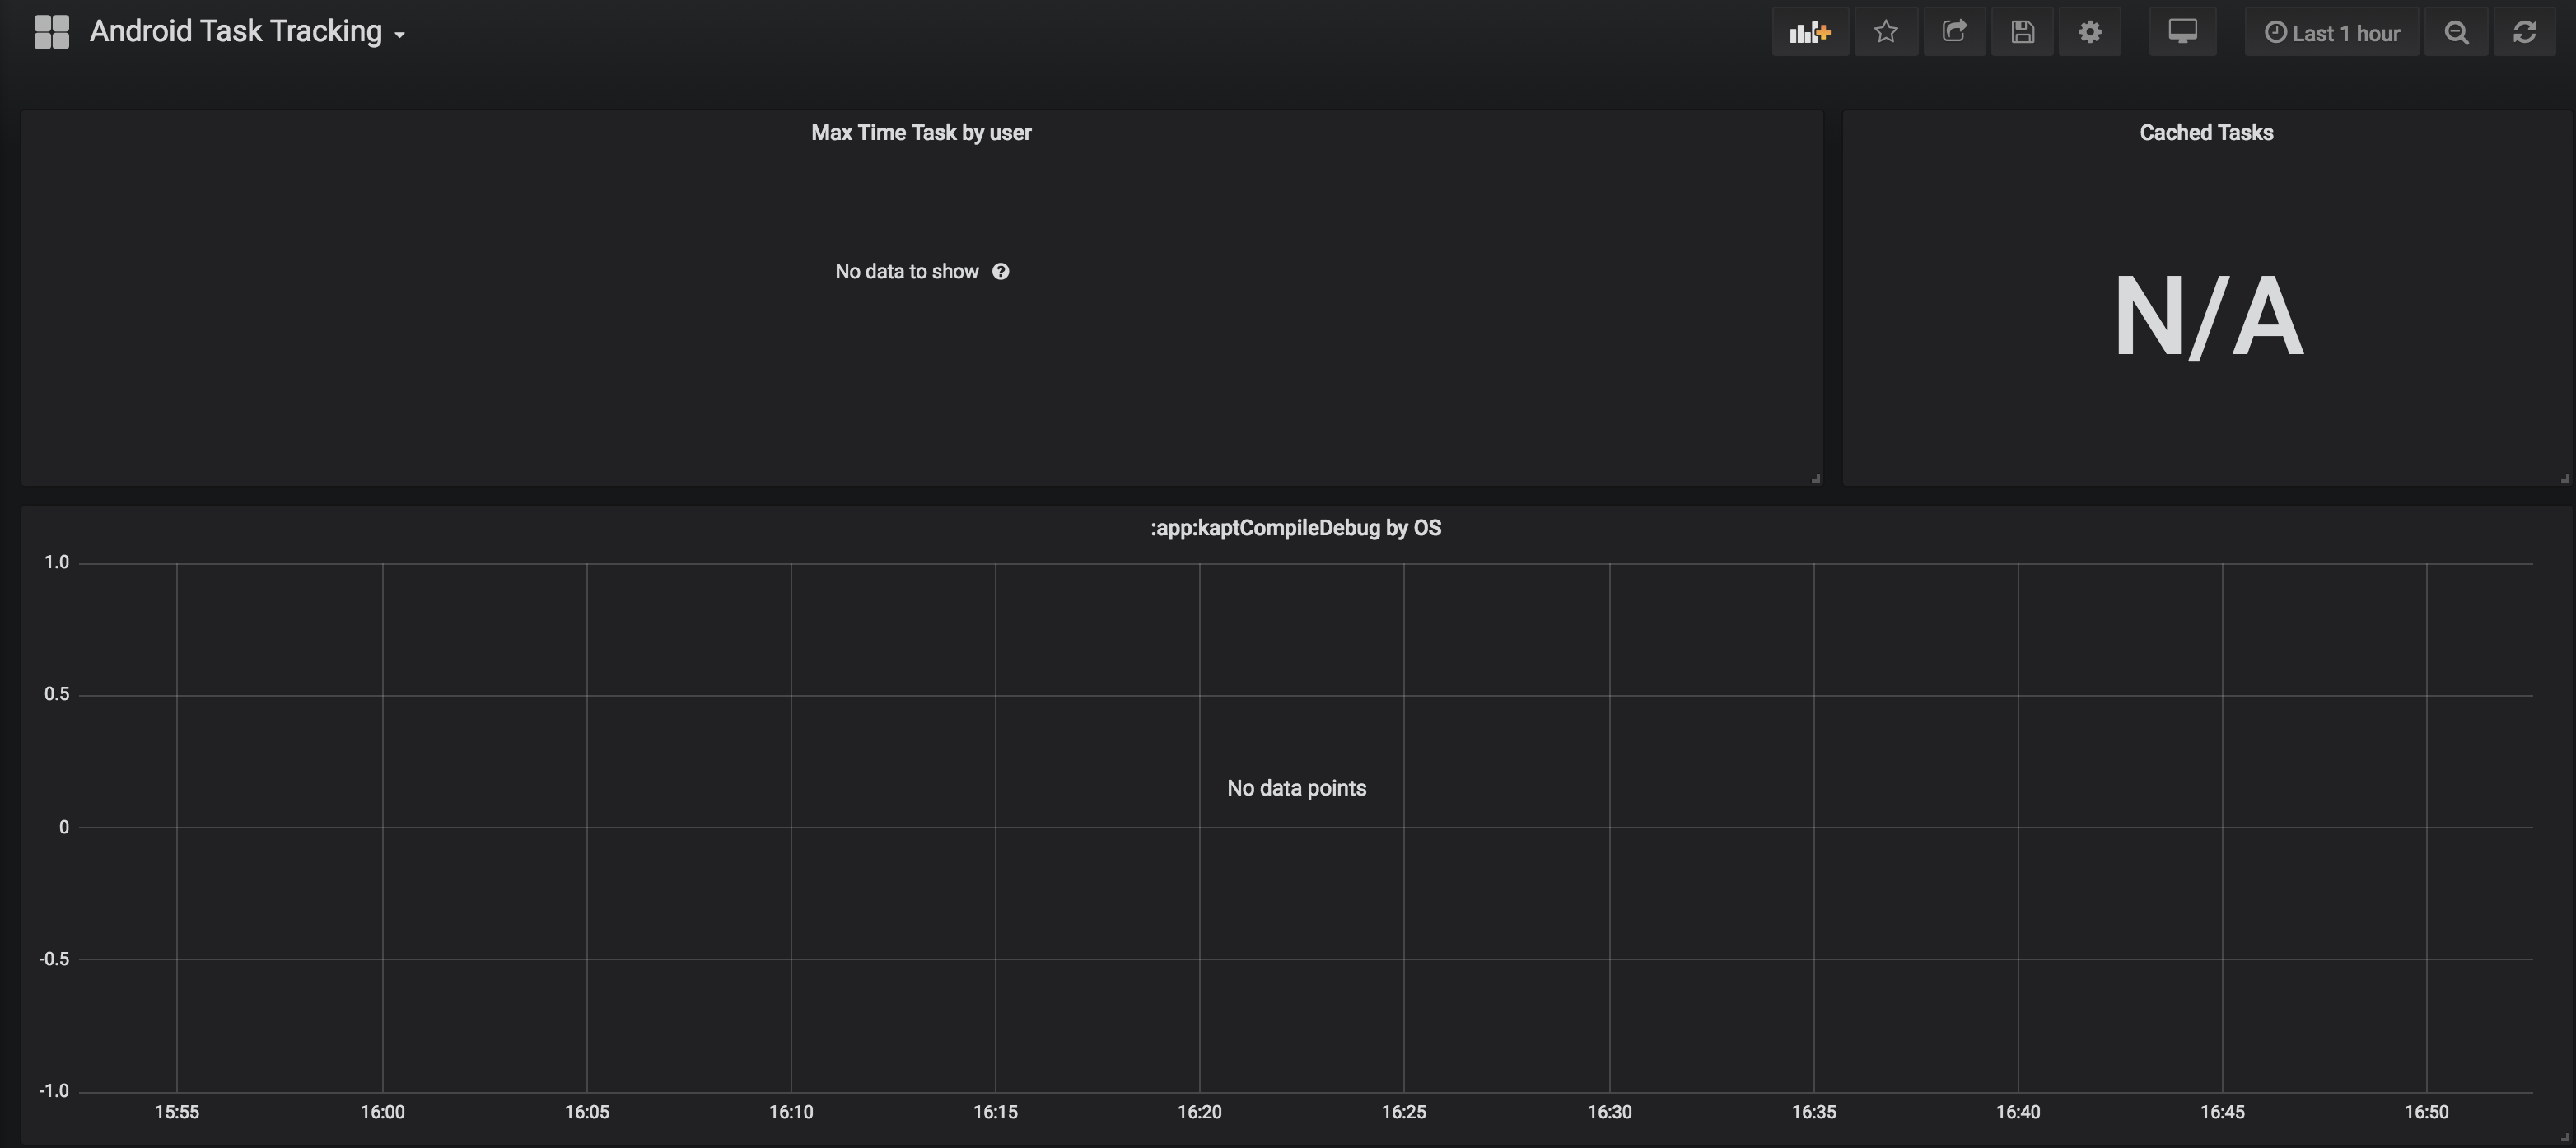 Android Task Tracking
Last 1 hour
Max Time Task by user
No data to show
Cached Tasks
N/A
:app:kaptCompileDebug by OS
1.0
0.5
0
-0.5
-1.0
No data points
15:55 16:00 16:05 16:10 16:15 16:20 16:25 16:30 16:35 16:40 16:45 16:50